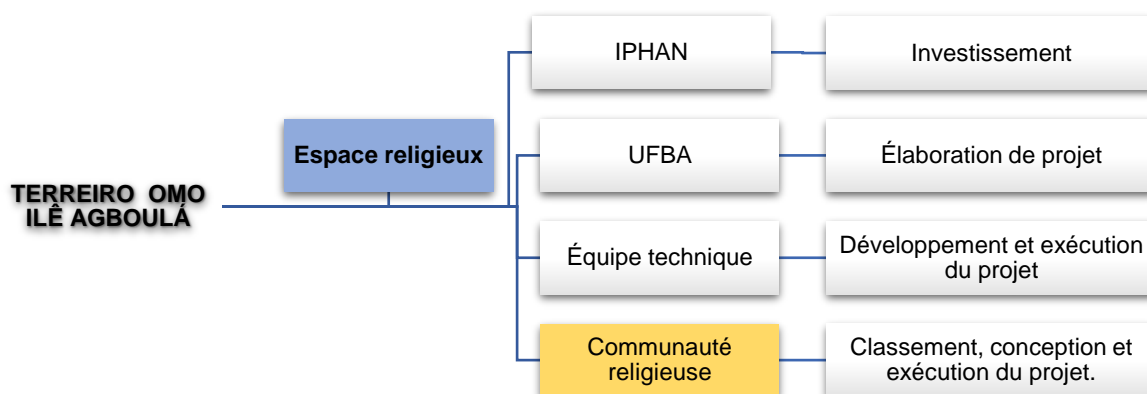 TERREIRO OMO
ILÊ AGBOULÁ
Espace religieux
IPHAN
Investissement
UFBA
Élaboration de projet
Équipe technique
Développement et exécution
du projet
Communauté
religieuse
Classement, conception et
exécution du projet.